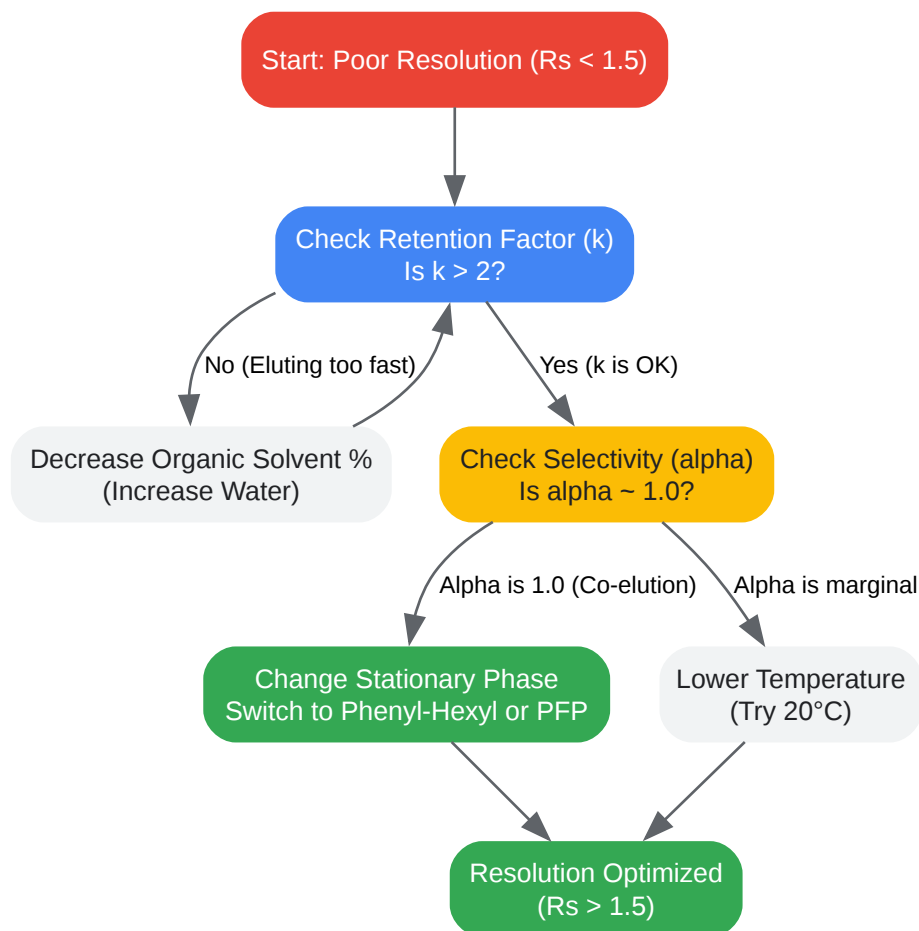 Start: Poor Resolution (Rs < 1.5)
Check Retention Factor (k)
Is k > 2?
No (Eluting too fast)
Yes (k is OK)
Decrease Organic Solvent %
(Increase Water)
Check Selectivity (alpha)
Is alpha ~ 1.0?
Alpha is 1.0 (Co-elution)
Alpha is marginal
Change Stationary Phase
Switch to Phenyl-Hexyl or PFP
Lower Temperature
(Try 20°C)
Resolution Optimized
(Rs > 1.5)